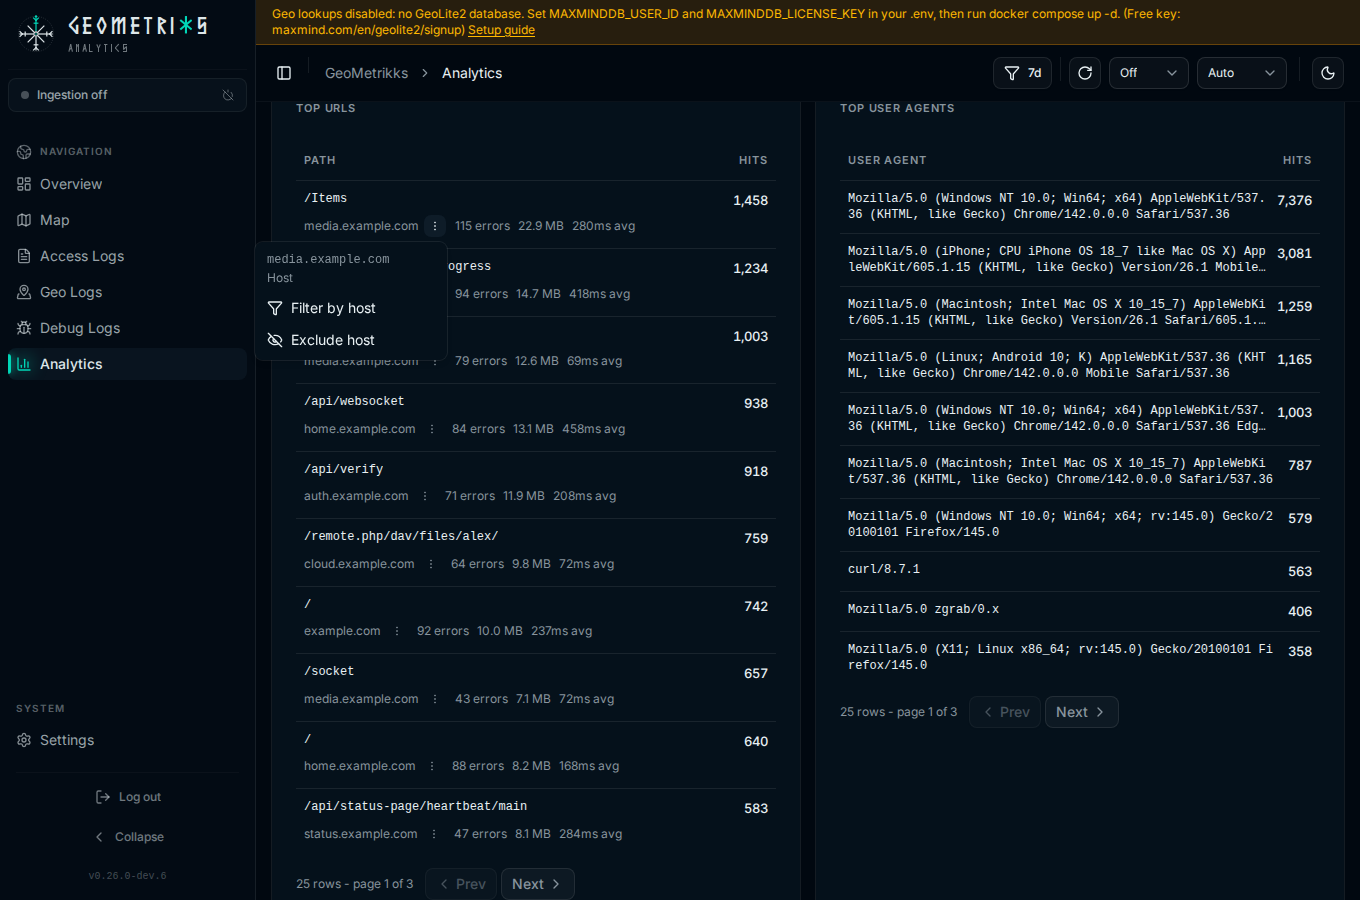 GEOMETRIKS
ANALYTICS
Geo lookups disabled: no GeoLite2 database. Set MAXMINDDB_USER_ID and MAXMINDDB_LICENSE_KEY in your .env, then run docker compose up -d. (Free key:
maxmind.com/en/geolite2/signup) Setup guide
GeoMetrikks > Analytics
7d
Off
Auto
Ingestion off
NAVIGATION
Overview
Map
Access Logs
Geo Logs
Debug Logs
Analytics
SYSTEM
Settings
Log out
Collapse
v0.26.0-dev.6
TOP URLS
PATH HITS
/Items 1,458
media.example.com 115 errors 22.9 MB 280ms avg
media.example.com
Host
Filter by host
Exclude host
ogress 1,234
94 errors 14.7 MB 418ms avg
1,003
media.example.com 79 errors 12.6 MB 69ms avg
/api/websocket 938
home.example.com 84 errors 13.1 MB 458ms avg
/api/verify 918
auth.example.com 71 errors 11.9 MB 208ms avg
/remote.php/dav/files/alex/ 759
cloud.example.com 64 errors 9.8 MB 72ms avg
/ 742
example.com 92 errors 10.0 MB 237ms avg
/socket 657
media.example.com 43 errors 7.1 MB 72ms avg
/ 640
home.example.com 88 errors 8.2 MB 168ms avg
/api/status-page/heartbeat/main 583
status.example.com 47 errors 8.1 MB 284ms avg
25 rows - page 1 of 3 Prev Next
TOP USER AGENTS
USER AGENT HITS
Mozilla/5.0 (Windows NT 10.0; Win64; x64) AppleWebKit/537. 7,376
36 (KHTML, like Gecko) Chrome/142.0.0.0 Safari/537.36
Mozilla/5.0 (iPhone; CPU iPhone OS 18_7 like Mac OS X) App 3,081
leWebKit/605.1.15 (KHTML, like Gecko) Version/26.1 Mobile…
Mozilla/5.0 (Macintosh; Intel Mac OS X 10_15_7) AppleWebKi 1,259
t/605.1.15 (KHTML, like Gecko) Version/26.1 Safari/605.1.…
Mozilla/5.0 (Linux; Android 10; K) AppleWebKit/537.36 (KHT 1,165
ML, like Gecko) Chrome/142.0.0.0 Mobile Safari/537.36
Mozilla/5.0 (Windows NT 10.0; Win64; x64) AppleWebKit/537. 1,003
36 (KHTML, like Gecko) Chrome/142.0.0.0 Safari/537.36 Edg…
Mozilla/5.0 (Macintosh; Intel Mac OS X 10_15_7) AppleWebKi 787
t/537.36 (KHTML, like Gecko) Chrome/142.0.0.0 Safari/537.36
Mozilla/5.0 (Windows NT 10.0; Win64; x64; rv:145.0) Gecko/2 579
0100101 Firefox/145.0
curl/8.7.1 563
Mozilla/5.0 zgrab/0.x 406
Mozilla/5.0 (X11; Linux x86_64; rv:145.0) Gecko/20100101 Fi 358
refox/145.0
25 rows - page 1 of 3 Prev Next